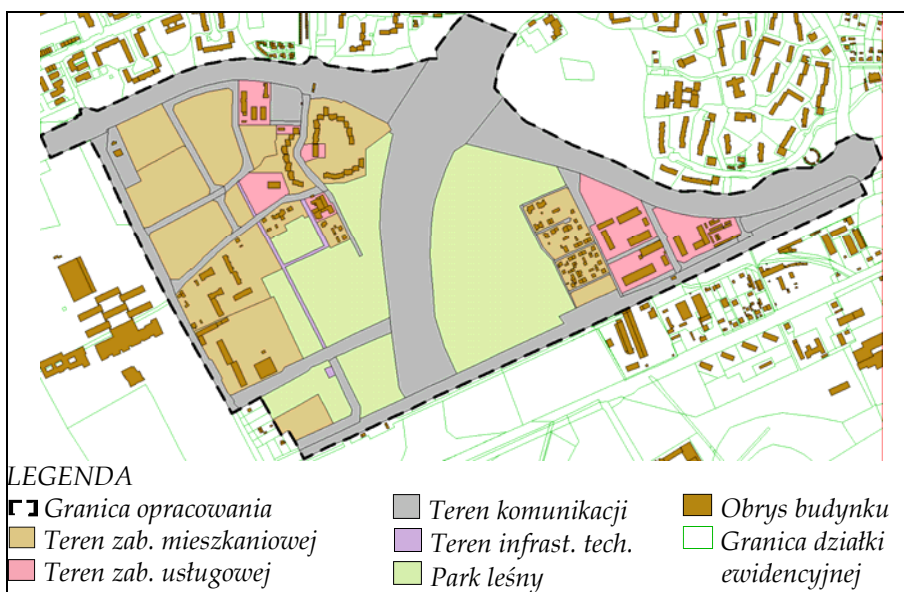 LEGENDA
Granica opracowania
Teren zab. mieszkaniowej
Teren zab. usługowej
Teren komunikacji
Teren infrast. tech.
Park leśny
Obrys budynku
Granica działki
ewidencyjnej